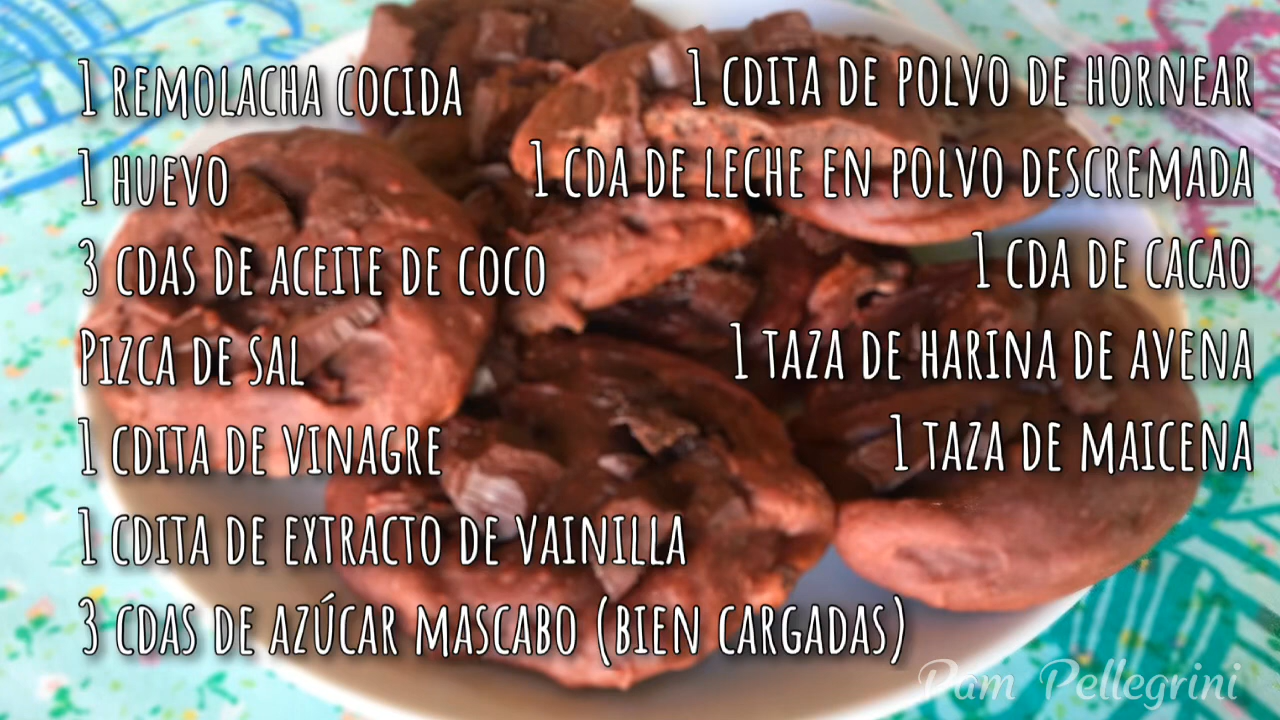 1 REMOLACHA COCIDA
1 HUEVO
3 CDAS DE ACEITE DE COCO
PIZCA DE SAL
1 CDITA DE VINAGRE
1 CDITA DE EXTRACTO DE VAINILLA
3 CDAS DE AZÚCAR MASCABO (BIEN CARGADAS)
1 CDITA DE POLVO DE HORNEAR
1 CDA DE LECHE EN POLVO DESCREMADA
1 CDA DE CACAO
1 TAZA DE HARINA DE AVENA
1 TAZA DE MAICENA
Pam Pellegrini